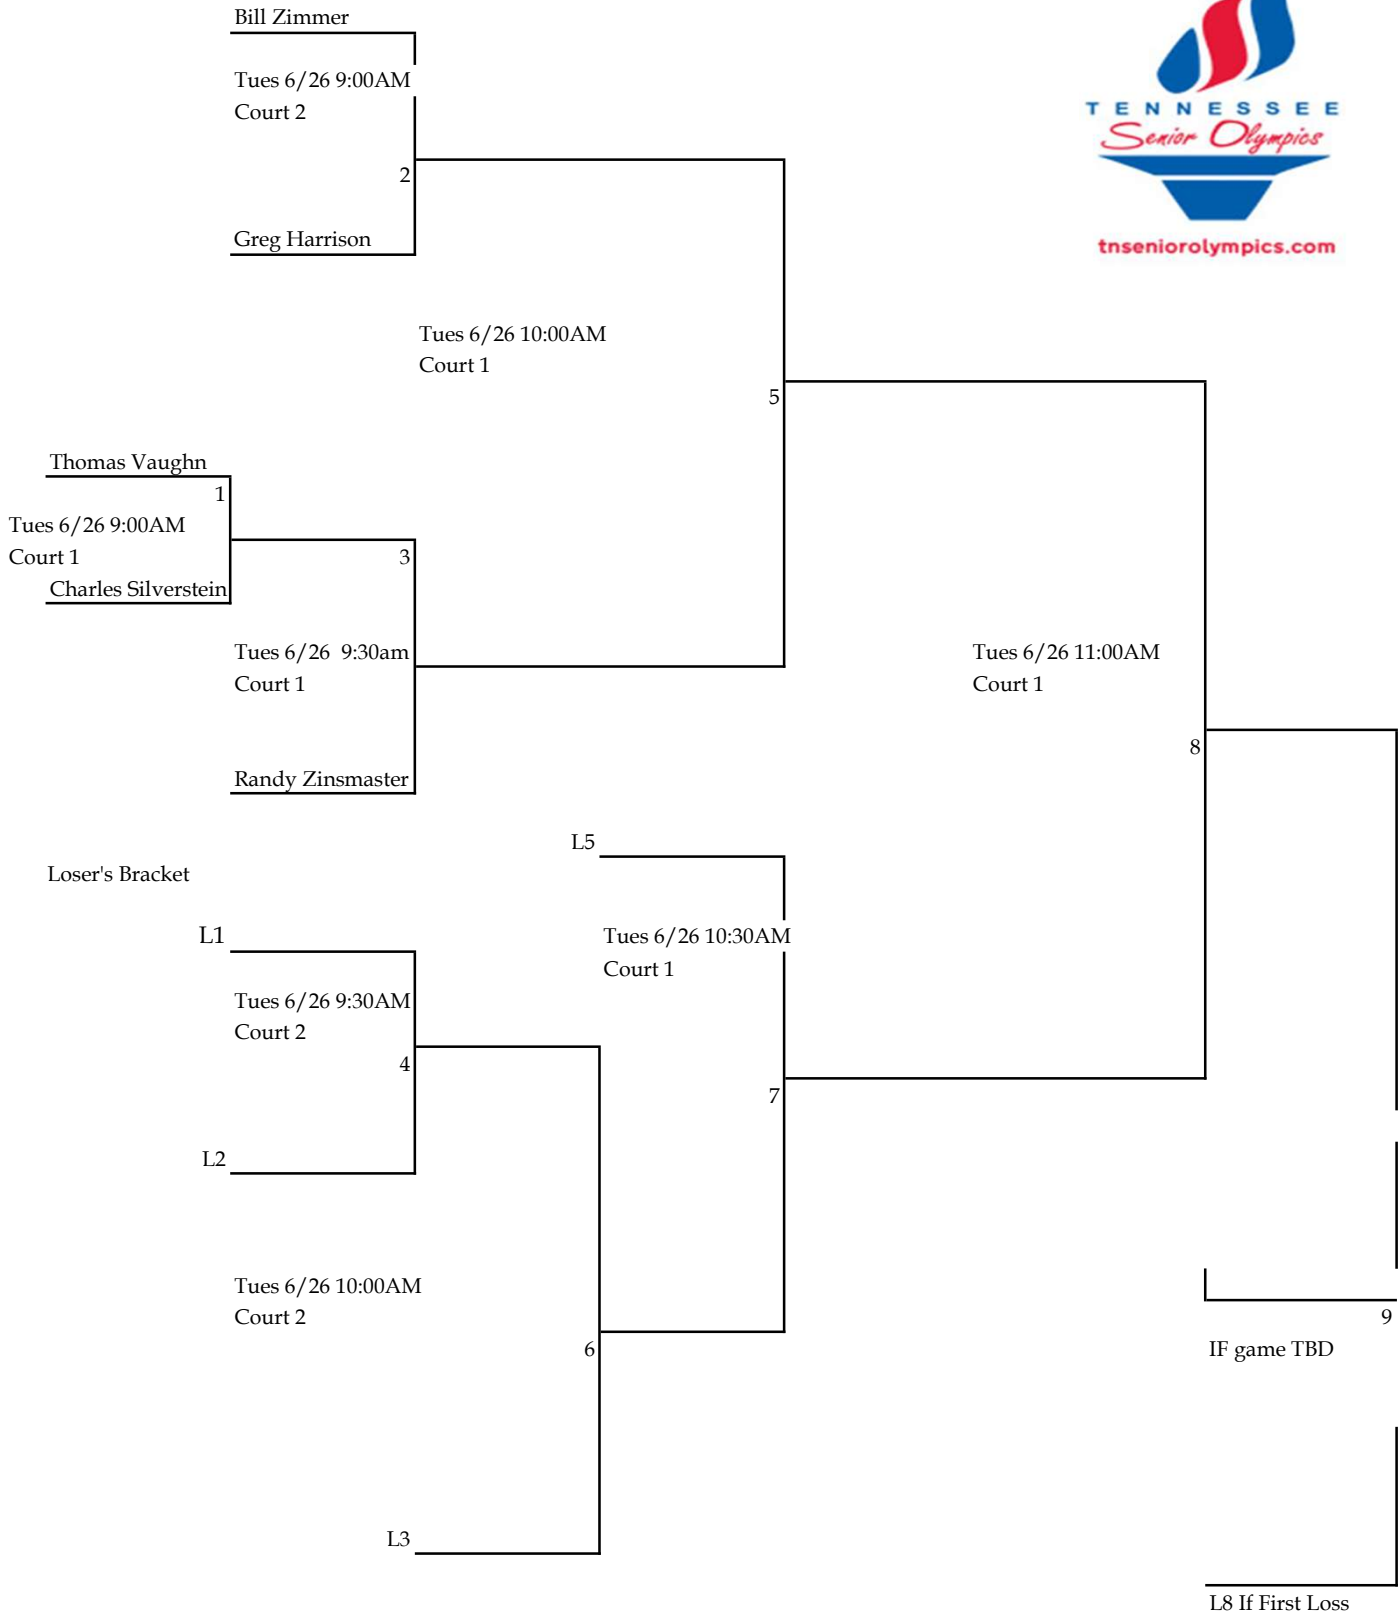 Bill Zimmer
Tues 6/26 9:00AM
Court 2
2
Greg Harrison
TENNESSEE
Senior Olympics
tnseniorolympics.com
Tues 6/26 10:00AM
Court 1
5
Thomas Vaughn
1
Tues 6/26 9:00AM
Court 1
Charles Silverstein
3
Tues 6/26  9:30am
Court 1
Randy Zinsmaster
Tues 6/26 11:00AM
Court 1
8
L5
Loser's Bracket
L1
Tues 6/26 10:30AM
Court 1
Tues 6/26 9:30AM
Court 2
4
7
L2
Tues 6/26 10:00AM
Court 2
6
9
IF game TBD
L3
L8 If First Loss